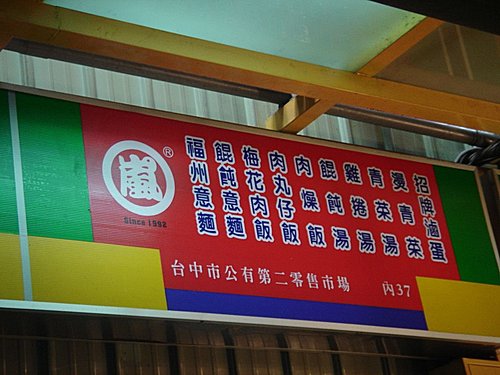 嵐
®
Since
福州意麵
餛飩意麵
梅花肉飯
肉丸仔飯
肉燥飯
餛飩湯
雞捲湯
青菜湯
燙青菜
招牌滷蛋
台中市公有第二零售市場 內37